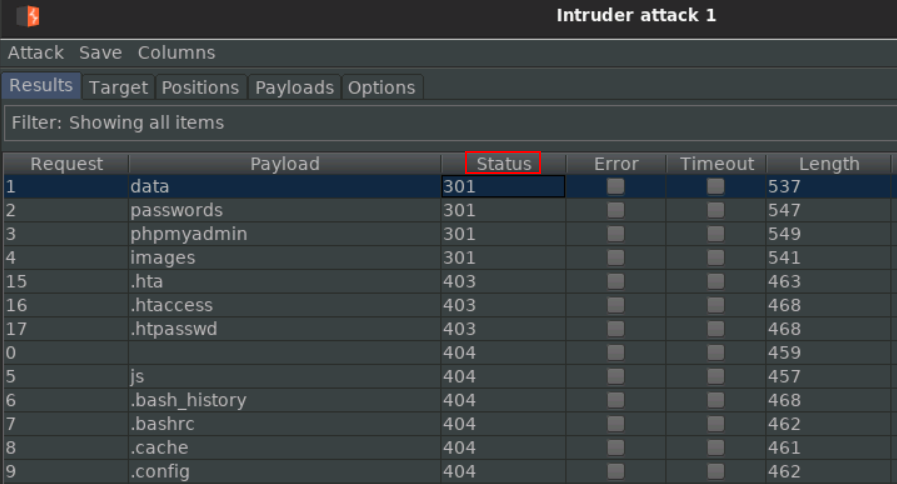 Intruder attack 1
Attack Save Columns
Results Target Positions Payloads Options
Filter: Showing all items
Request Payload Status Error Timeout Length
1 data 301 537
2 passwords 301 547
3 phpmyadmin 301 549
4 images 301 541
15 .hta 403 463
16 .htaccess 403 468
17 .htpasswd 403 468
0 404 459
5 js 404 457
6 .bash_history 404 468
7 .bashrc 404 462
8 .cache 404 461
9 .config 404 462